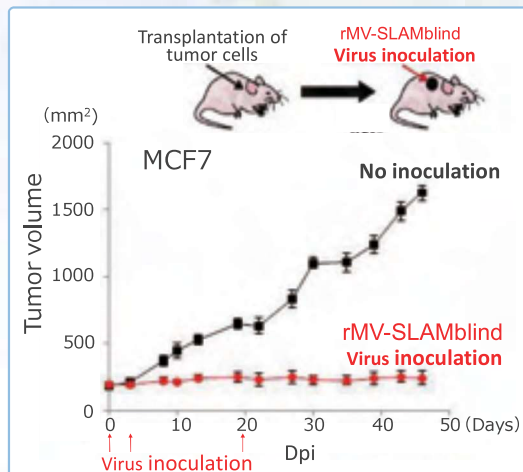 Transplantation of
tumor cells
rMV-SLAMblind
Virus inoculation
(mm²)
2000
MCF7
No inoculation
1500
Tumor volume
1000
rMV-SLAMblind
Virus inoculation
500
0
0
10
20
30
40
50 (Days)
Virus inoculation
Dpi